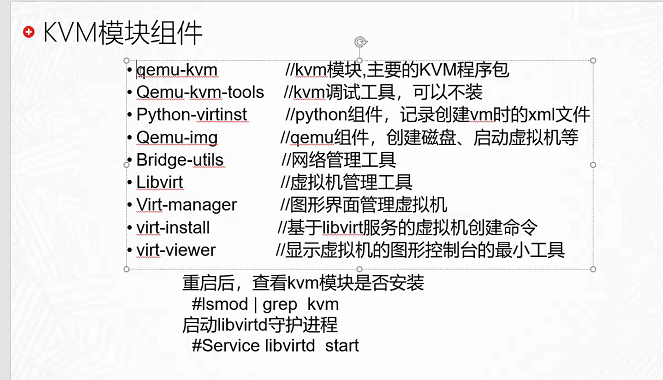 KVM模块组件
• qemu-kvm //kvm模块,主要的KVM程序包
• Qemu-kvm-tools //kvm调试工具，可以不装
• Python-virtinst //python组件，记录创建vm时的xml文件
• Qemu-img //qemu组件，创建磁盘、启动虚拟机等
• Bridge-utils //网络管理工具
• Libvirt //虚拟机管理工具
• Virt-manager //图形界面管理虚拟机
• virt-install //基于libvirt服务的虚拟机创建命令
• virt-viewer //显示虚拟机的图形控制台的最小工具
重启后，查看kvm模块是否安装
#lsmod | grep kvm
启动libvirtd守护进程
#Service libvirtd start